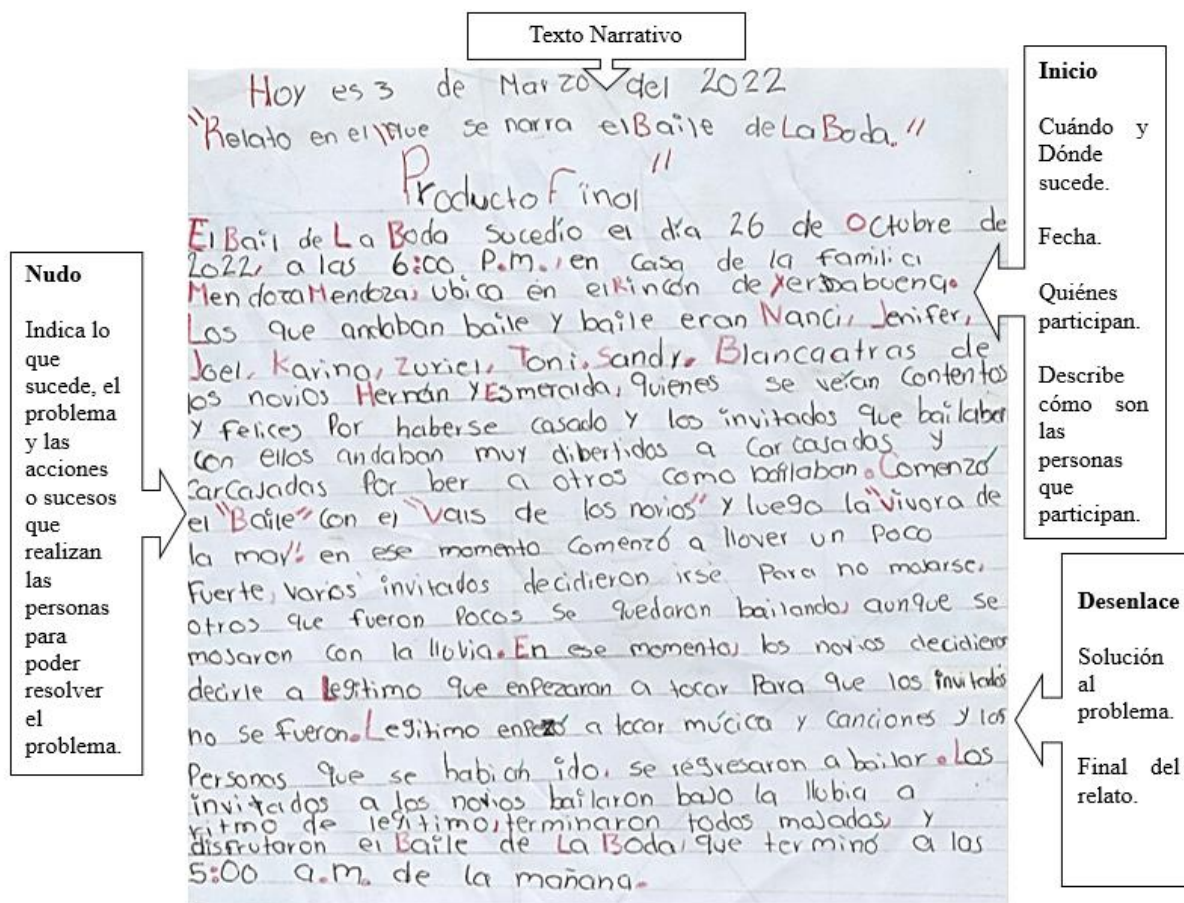 Texto Narrativo
Hoy es 3 de Marzo del 2022
"Relato en el que se narra el Baile de La Boda."
Producto Final"
El Bail de La Boda sucedio el día 26 de Octubre de
2022, a las 6:00 P.m., en casa de la familia
Mendoza Mendoza, ubica en el Rincón de Yerbabuena.
Los que andaban baile y baile eran Nanci, Jenifer,
Joel, Karina, Zuriel, Toni. Sandr. Blanca atras de
los novios Hernán Y Esmeralda, quienes se veían contentos
y felices Por haberse casado y los invitados que bailaban
con ellos andaban muy dibertidos a carcasadas y
carcasadas Por ber a otros como bailaban. Comenzó
el "Baile" con el "Vals de los novios" y luego la "Vivora de
la mar". en ese momento comenzó a llover un Poco
Fuerte, varios invitados decidieron irse Para no mojarse,
otros que fueron Pocos se quedaron bailando, aunque se
mojaron con la llobia. En ese momento, los novios decidiero
decirle a Legitimo que enpezaran a tocar Para que los invitados
no se fueron. Legitimo enpezó a tocar múcica y canciones y las
Personas que se habian ido, se regresaron a bailar. Los
invitados a los novios bailaron bajo la llubia a
ritmo de legitimo, terminaron todos mojados, y
disfrutaron el Baile de La Boda, que terminó a las
5:00 a.m. de la mañana.
Nudo
Indica lo
que
sucede, el
problema
y las
acciones
o sucesos
que
realizan
las
personas
para
poder
resolver
el
problema.
Inicio
Cuándo y
Dónde
sucede.
Fecha.
Quiénes
participan.
Describe
cómo son
las
personas
que
participan.
Desenlace
Solución
al
problema.
Final del
relato.